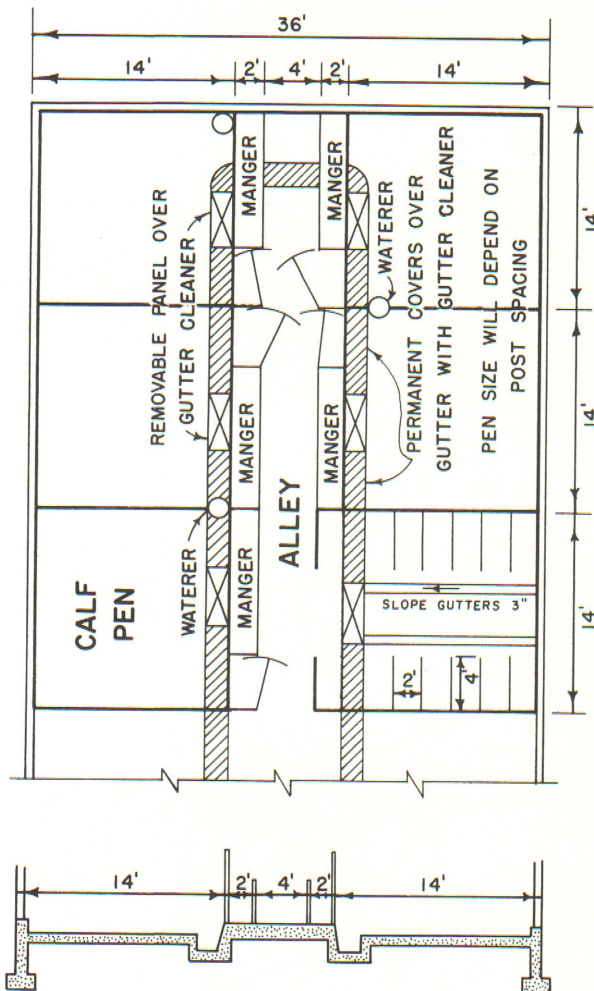 36'
14'
2'
4'
2'
14'
MANGER
MANGER
14'
REMOVABLE PANEL OVER
GUTTER CLEANER
WATERER
PERMANENT COVERS OVER
GUTTER WITH GUTTER CLEANER
PEN SIZE WILL DEPEND ON
POST SPACING
MANGER
MANGER
14'
ALLEY
WATERER
MANGER
CALF
PEN
SLOPE GUTTERS 3"
2'
4'
14'
14'
2'
4'
2'
14'